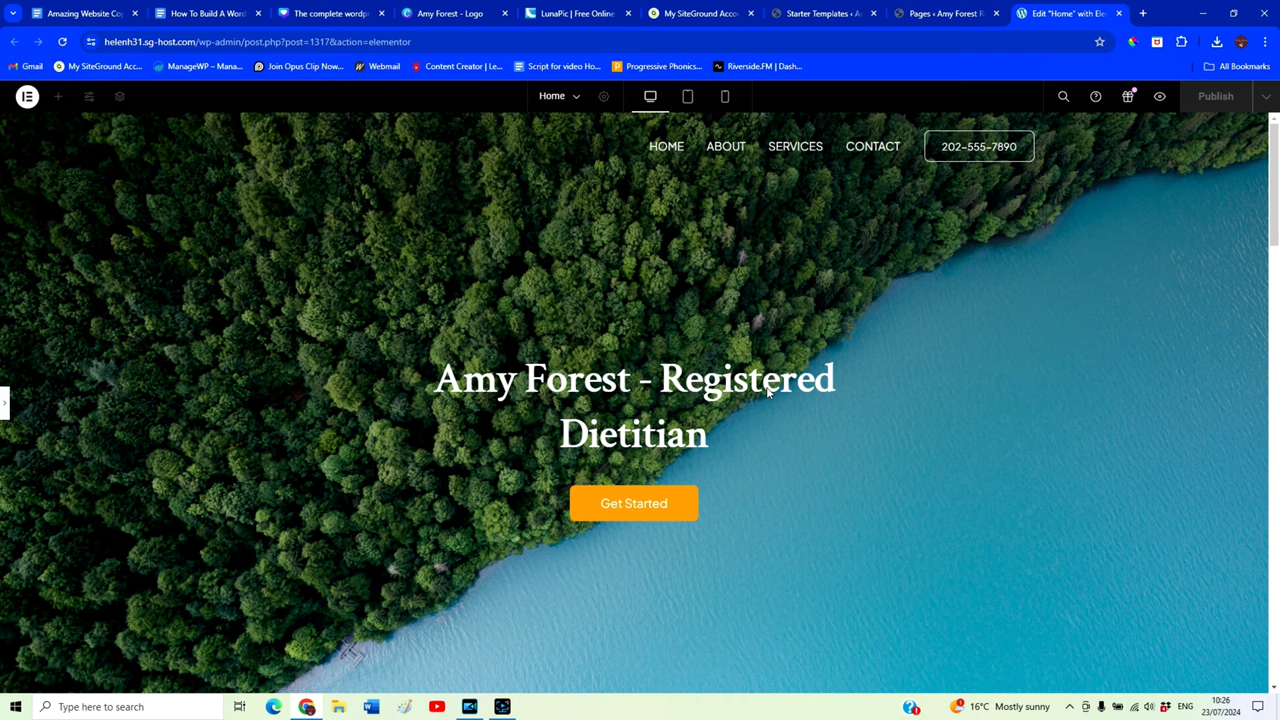 Amazing Website Co
How To Build A Word
The complete wordp
Amy Forest - Logo
LunaPic | Free Online
My SiteGround Acco
Starter Templates ‹ A
Pages ‹ Amy Forest R
Edit "Home" with Ele
helenh31.sg-host.com/wp-admin/post.php?post=1317&action=elementor
Gmail
My SiteGround Acc...
ManageWP – Mana...
Join Opus Clip Now...
Webmail
Content Creator | Le...
Script for video Ho...
Progressive Phonics...
Riverside.FM | Dash...
All Bookmarks
Home
Publish
HOME
ABOUT
SERVICES
CONTACT
202-555-7890
Amy Forest - Registered
Dietitian
Get Started
Type here to search
16°C Mostly sunny
ENG
10:26
23/07/2024